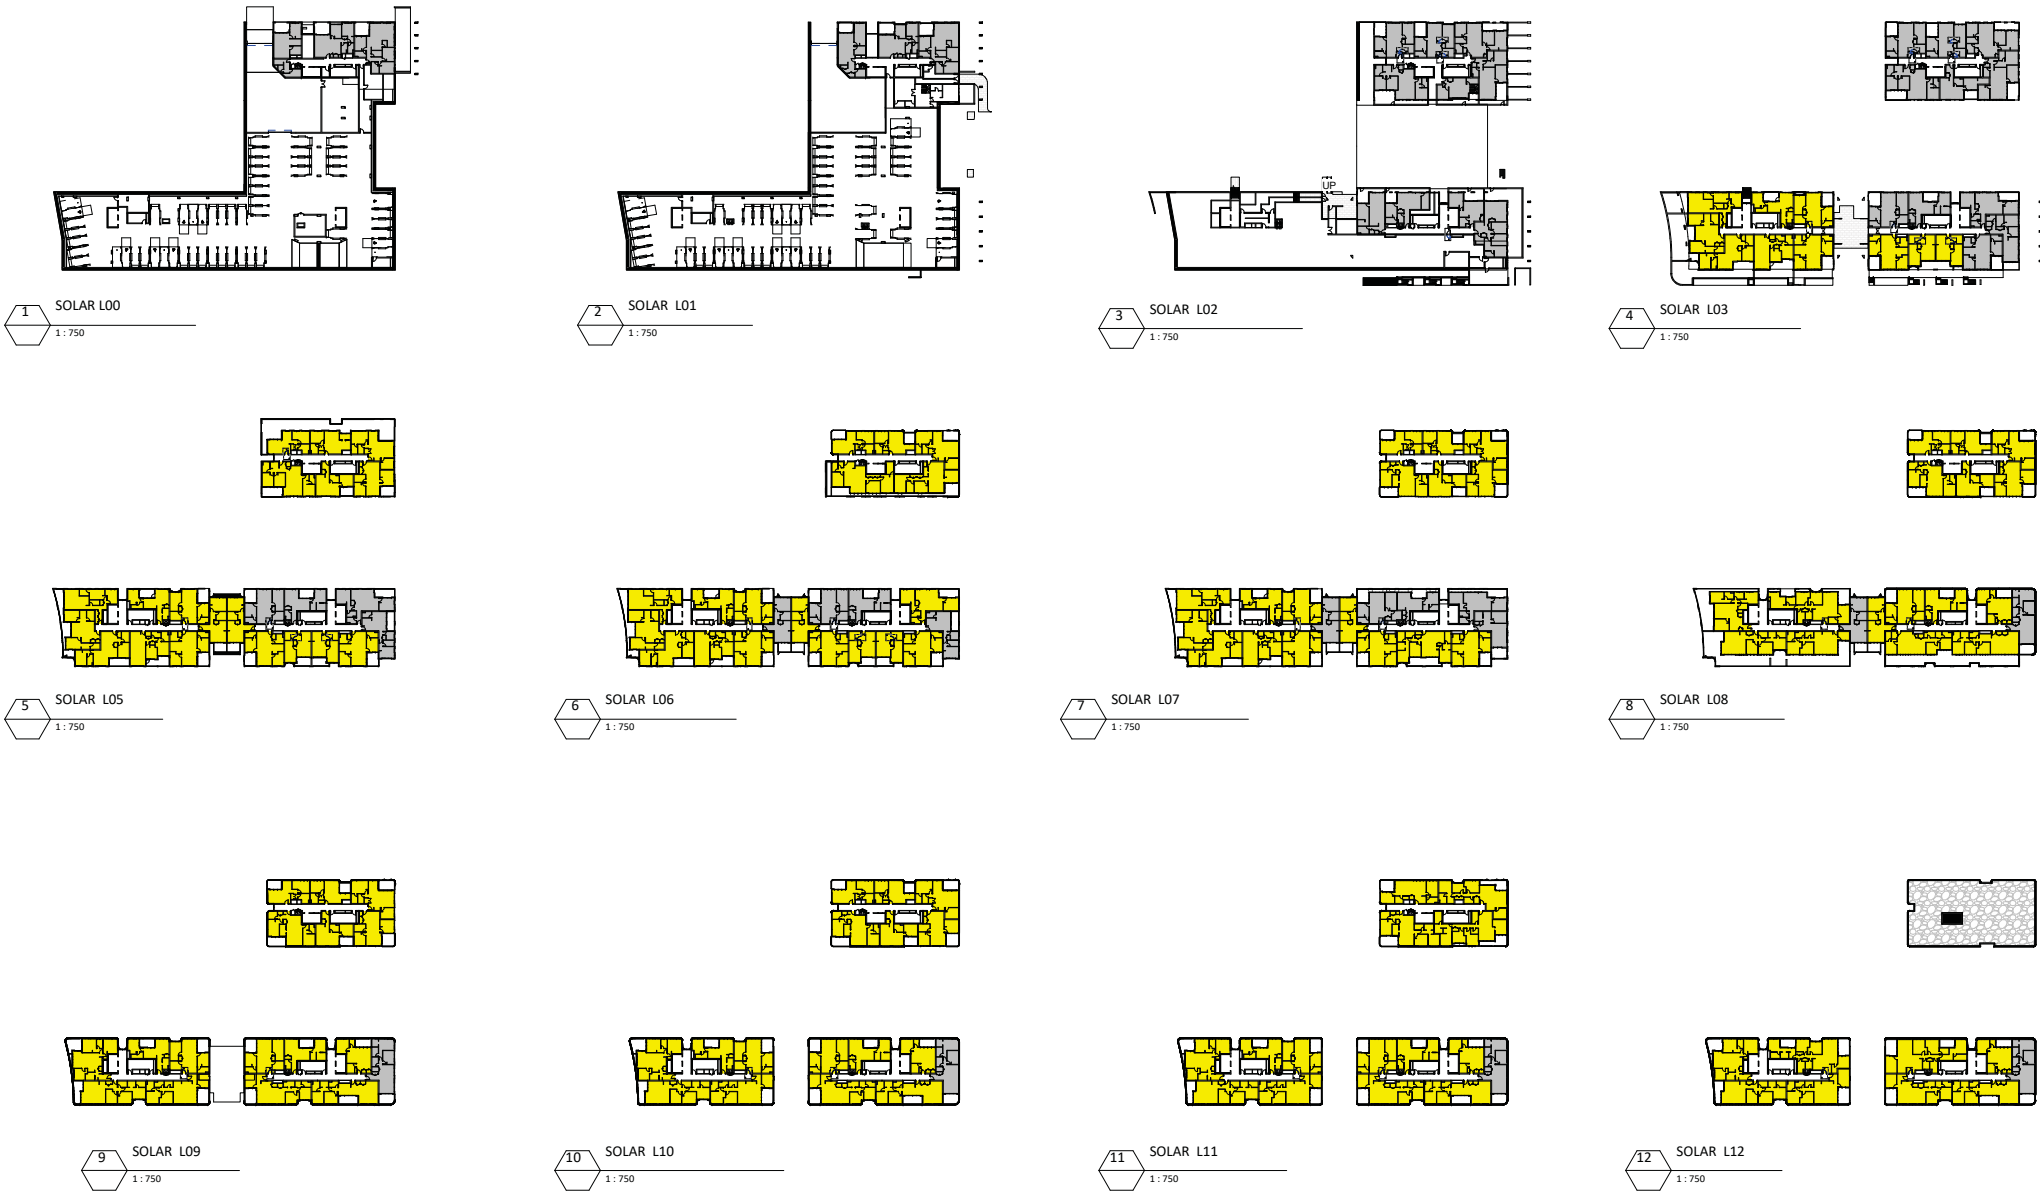 UP
1
SOLAR L00
1 : 750
2
SOLAR L01
1 : 750
3
SOLAR L02
1 : 750
4
SOLAR L03
1 : 750
5
SOLAR L05
1 : 750
6
SOLAR L06
1 : 750
7
SOLAR L07
1 : 750
8
SOLAR L08
1 : 750
9
SOLAR L09
1 : 750
10
SOLAR L10
1 : 750
11
SOLAR L11
1 : 750
12
SOLAR L12
1 : 750